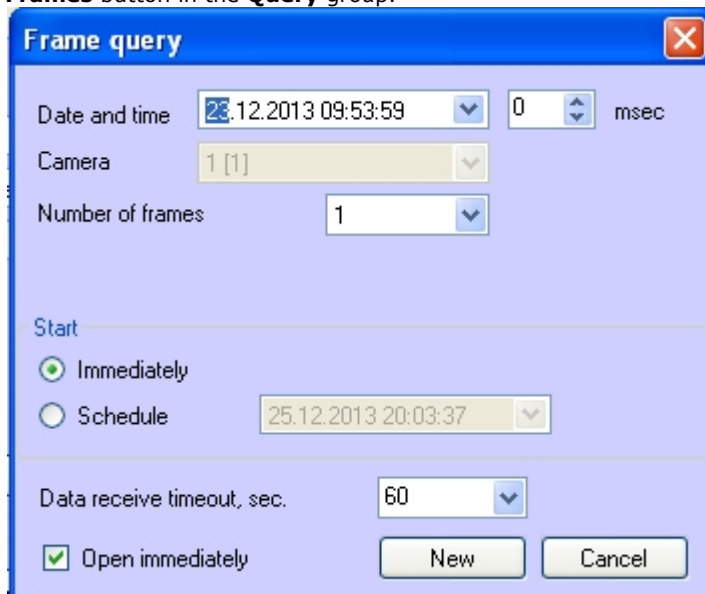 Frames button in the Query group.
Frame query
Date and time 23.12.2013 09:53:59 0 msec
Camera 1 [1]
Number of frames 1
Start
Immediately
Schedule 25.12.2013 20:03:37
Data receive timeout, sec. 60
Open immediately New Cancel